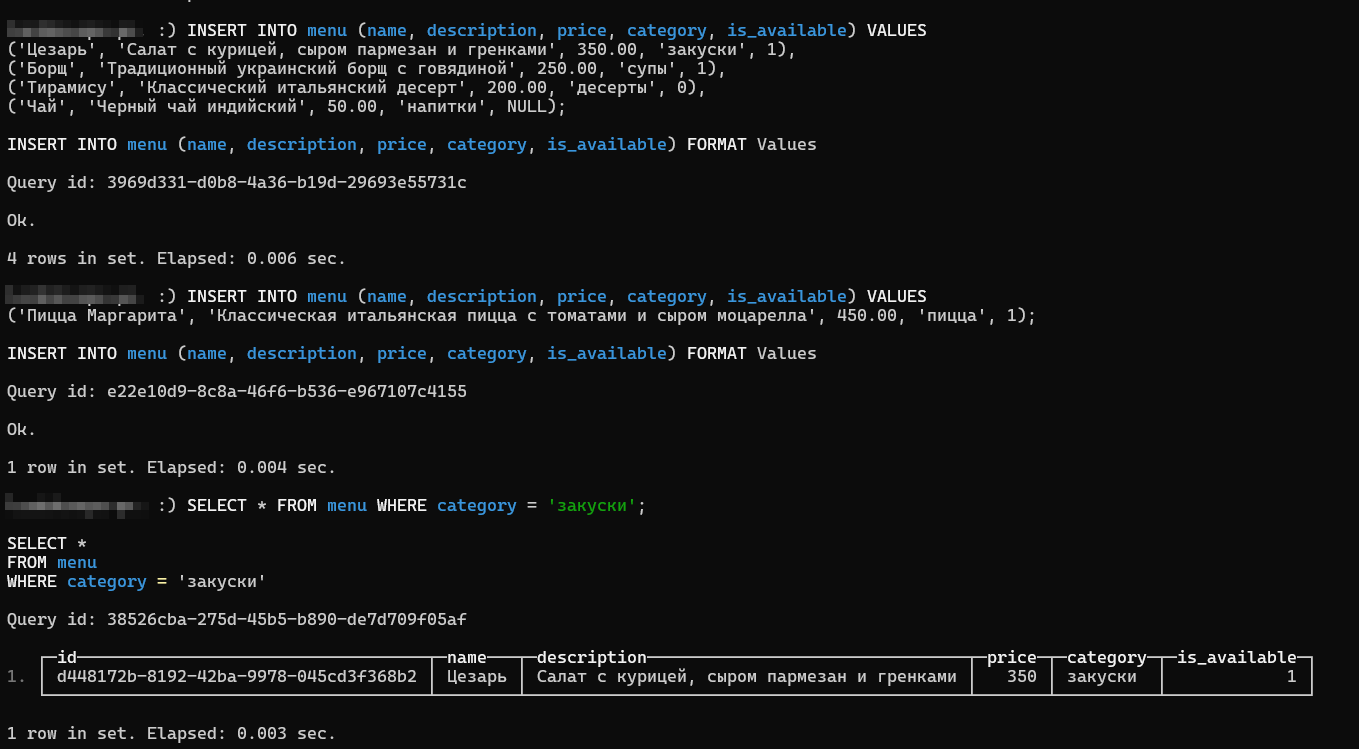 :) INSERT INTO menu (name, description, price, category, is_available) VALUES
('Цезарь', 'Салат с курицей, сыром пармезан и гренками', 350.00, 'закуски', 1),
('Борщ', 'Традиционный украинский борщ с говядиной', 250.00, 'супы', 1),
('Тирамису', 'Классический итальянский десерт', 200.00, 'десерты', 0),
('Чай', 'Черный чай индийский', 50.00, 'напитки', NULL);
INSERT INTO menu (name, description, price, category, is_available) FORMAT Values
Query id: 3969d331-d0b8-4a36-b19d-29693e55731c
Ok.
4 rows in set. Elapsed: 0.006 sec.
:) INSERT INTO menu (name, description, price, category, is_available) VALUES
('Пицца Маргарита', 'Классическая итальянская пицца с томатами и сыром моцарелла', 450.00, 'пицца', 1);
INSERT INTO menu (name, description, price, category, is_available) FORMAT Values
Query id: e22e10d9-8c8a-46f6-b536-e967107c4155
Ok.
1 row in set. Elapsed: 0.004 sec.
:) SELECT * FROM menu WHERE category = 'закуски';
SELECT *
FROM menu
WHERE category = 'закуски'
Query id: 38526cba-275d-45b5-b890-de7d709f05af
id name description price category is_available
1. d448172b-8192-42ba-9978-045cd3f368b2 Цезарь Салат с курицей, сыром пармезан и гренками 350 закуски 1
1 row in set. Elapsed: 0.003 sec.